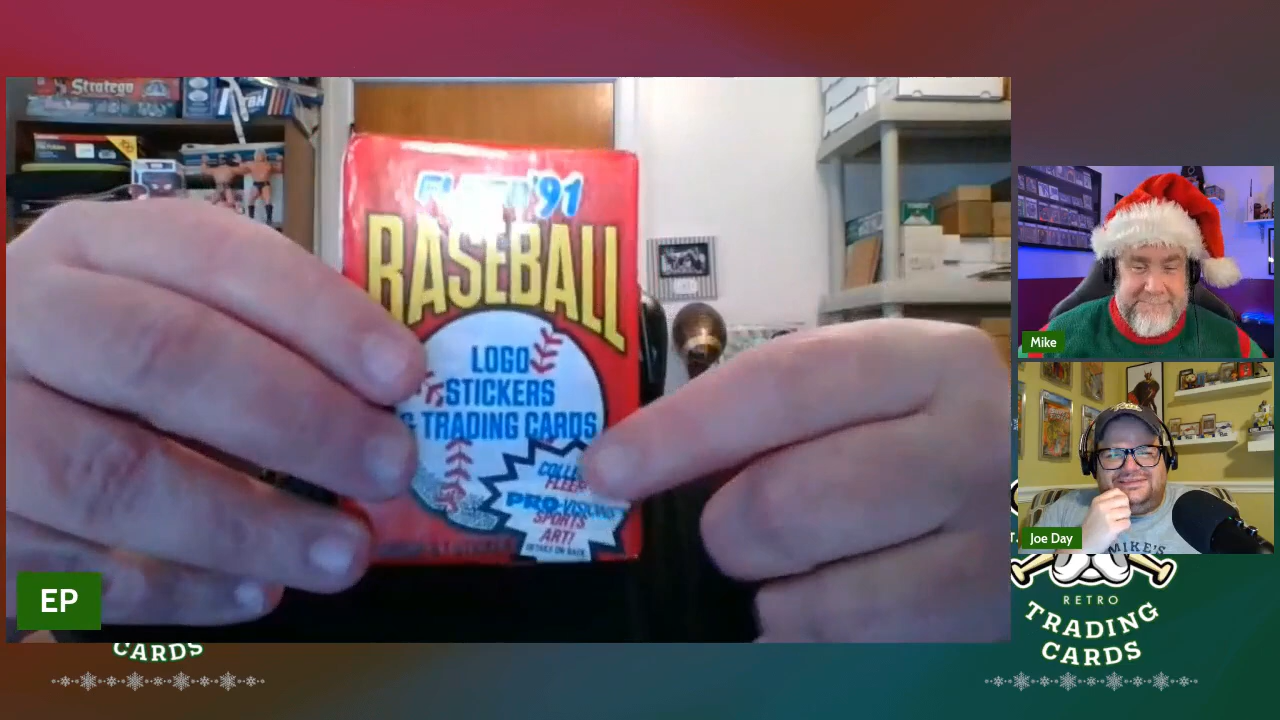 Stratego
FLEER '91
BASEBALL
LOGO
STICKERS
& TRADING CARDS
COLLECT
FLEER
PRO-VISIONS
SPORTS
ART!
DETAILS ON BACK
EP
Mike
Joe Day
MIKE'S
RETRO
TRADING
CARDS
CARDS